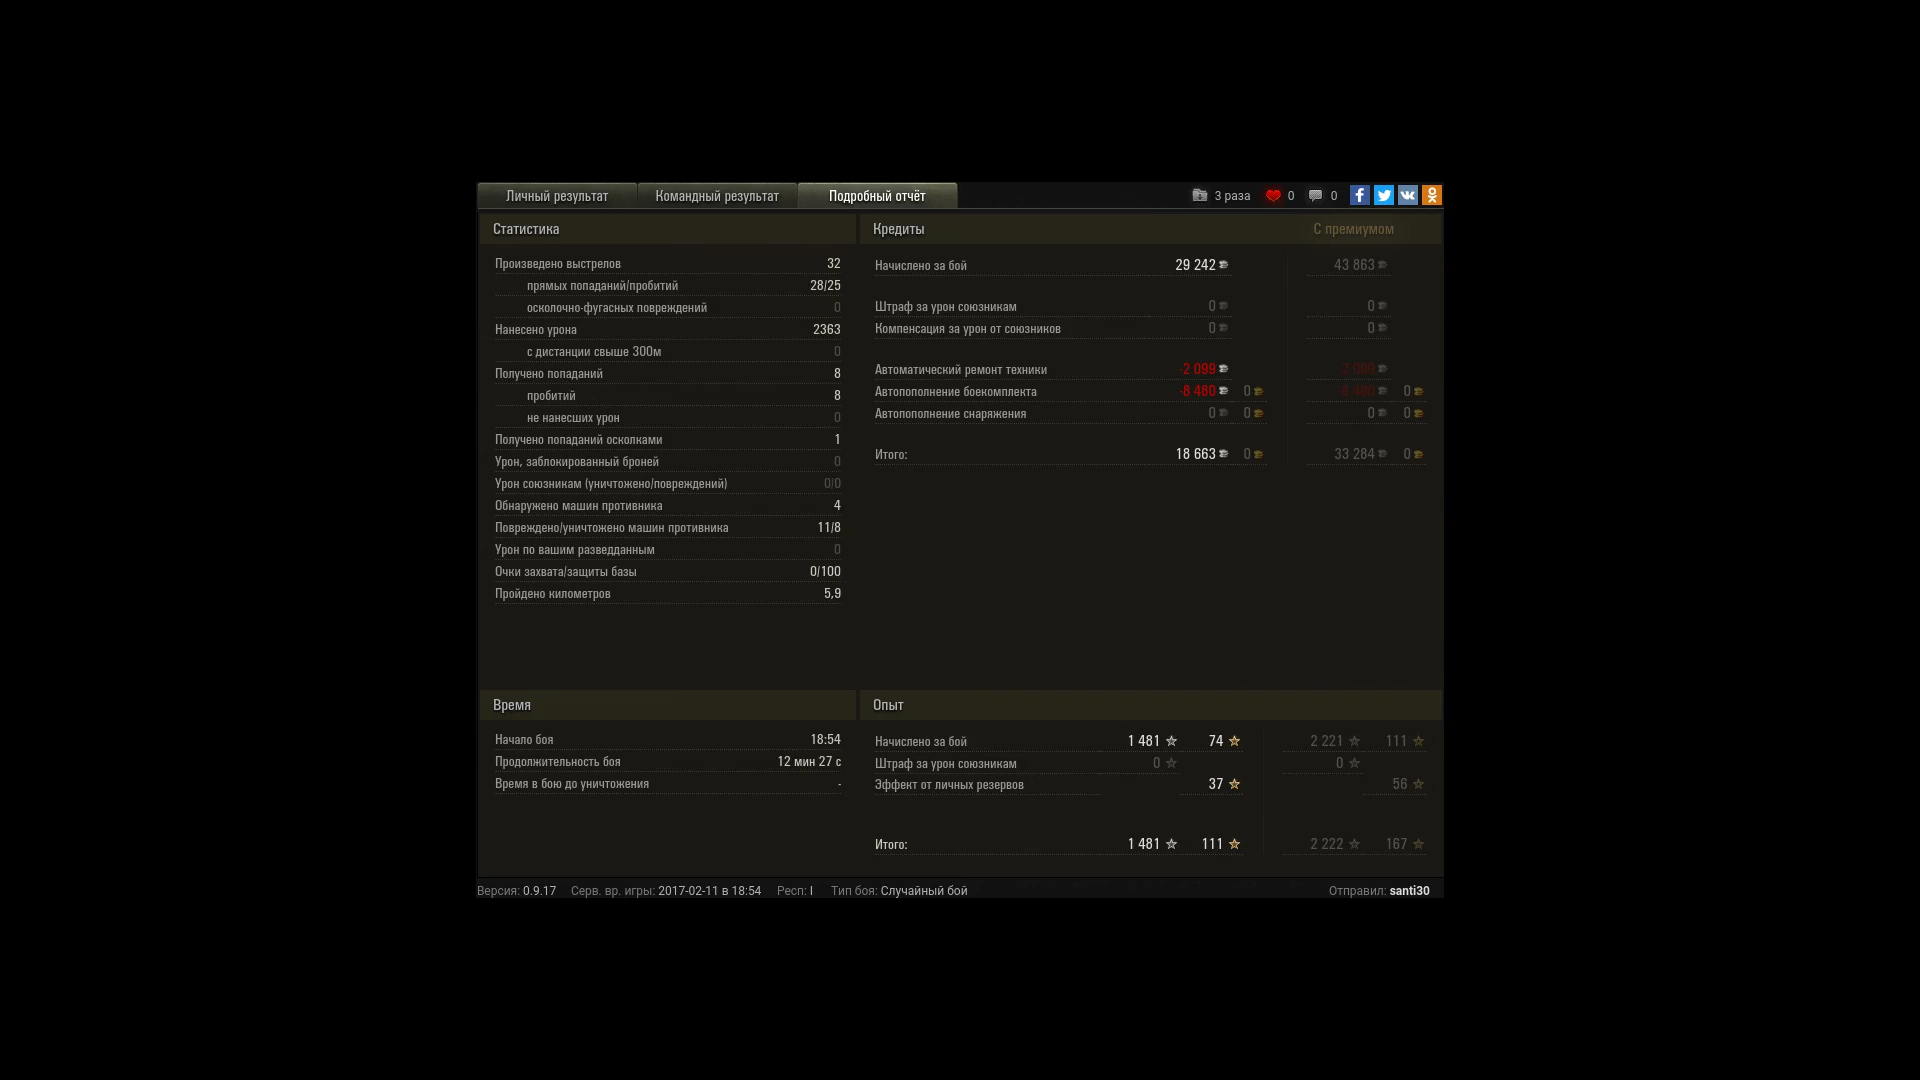 Личный результат Командный результат Подробный отчёт 3 раза 0 0
Статистика
Произведено выстрелов 32
прямых попаданий/пробитий 28/25
осколочно-фугасных повреждений 0
Нанесено урона 2363
с дистанции свыше 300м 0
Получено попаданий 8
пробитий 8
не нанесших урон 0
Получено попаданий осколками 1
Урон, заблокированный броней 0
Урон союзникам (уничтожено/повреждений) 0/0
Обнаружено машин противника 4
Повреждено/уничтожено машин противника 11/8
Урон по вашим разведданным 0
Очки захвата/защиты базы 0/100
Пройдено километров 5,9
Кредиты С премиумом
Начислено за бой 29 242 43 863
Штраф за урон союзникам 0 0
Компенсация за урон от союзников 0 0
Автоматический ремонт техники -2 099 -2 099
Автопополнение боекомплекта -8 480 0 -8 480 0
Автопополнение снаряжения 0 0 0 0
Итого: 18 663 0 33 284 0
Время
Начало боя 18:54
Продолжительность боя 12 мин 27 с
Время в бою до уничтожения -
Опыт
Начислено за бой 1 481 74 2 221 111
Штраф за урон союзникам 0 0
Эффект от личных резервов 37 56
Итого: 1 481 111 2 222 167
Версия: 0.9.17 Серв. вр. игры: 2017-02-11 в 18:54 Респ: I Тип боя: Случайный бой Отправил: santi30